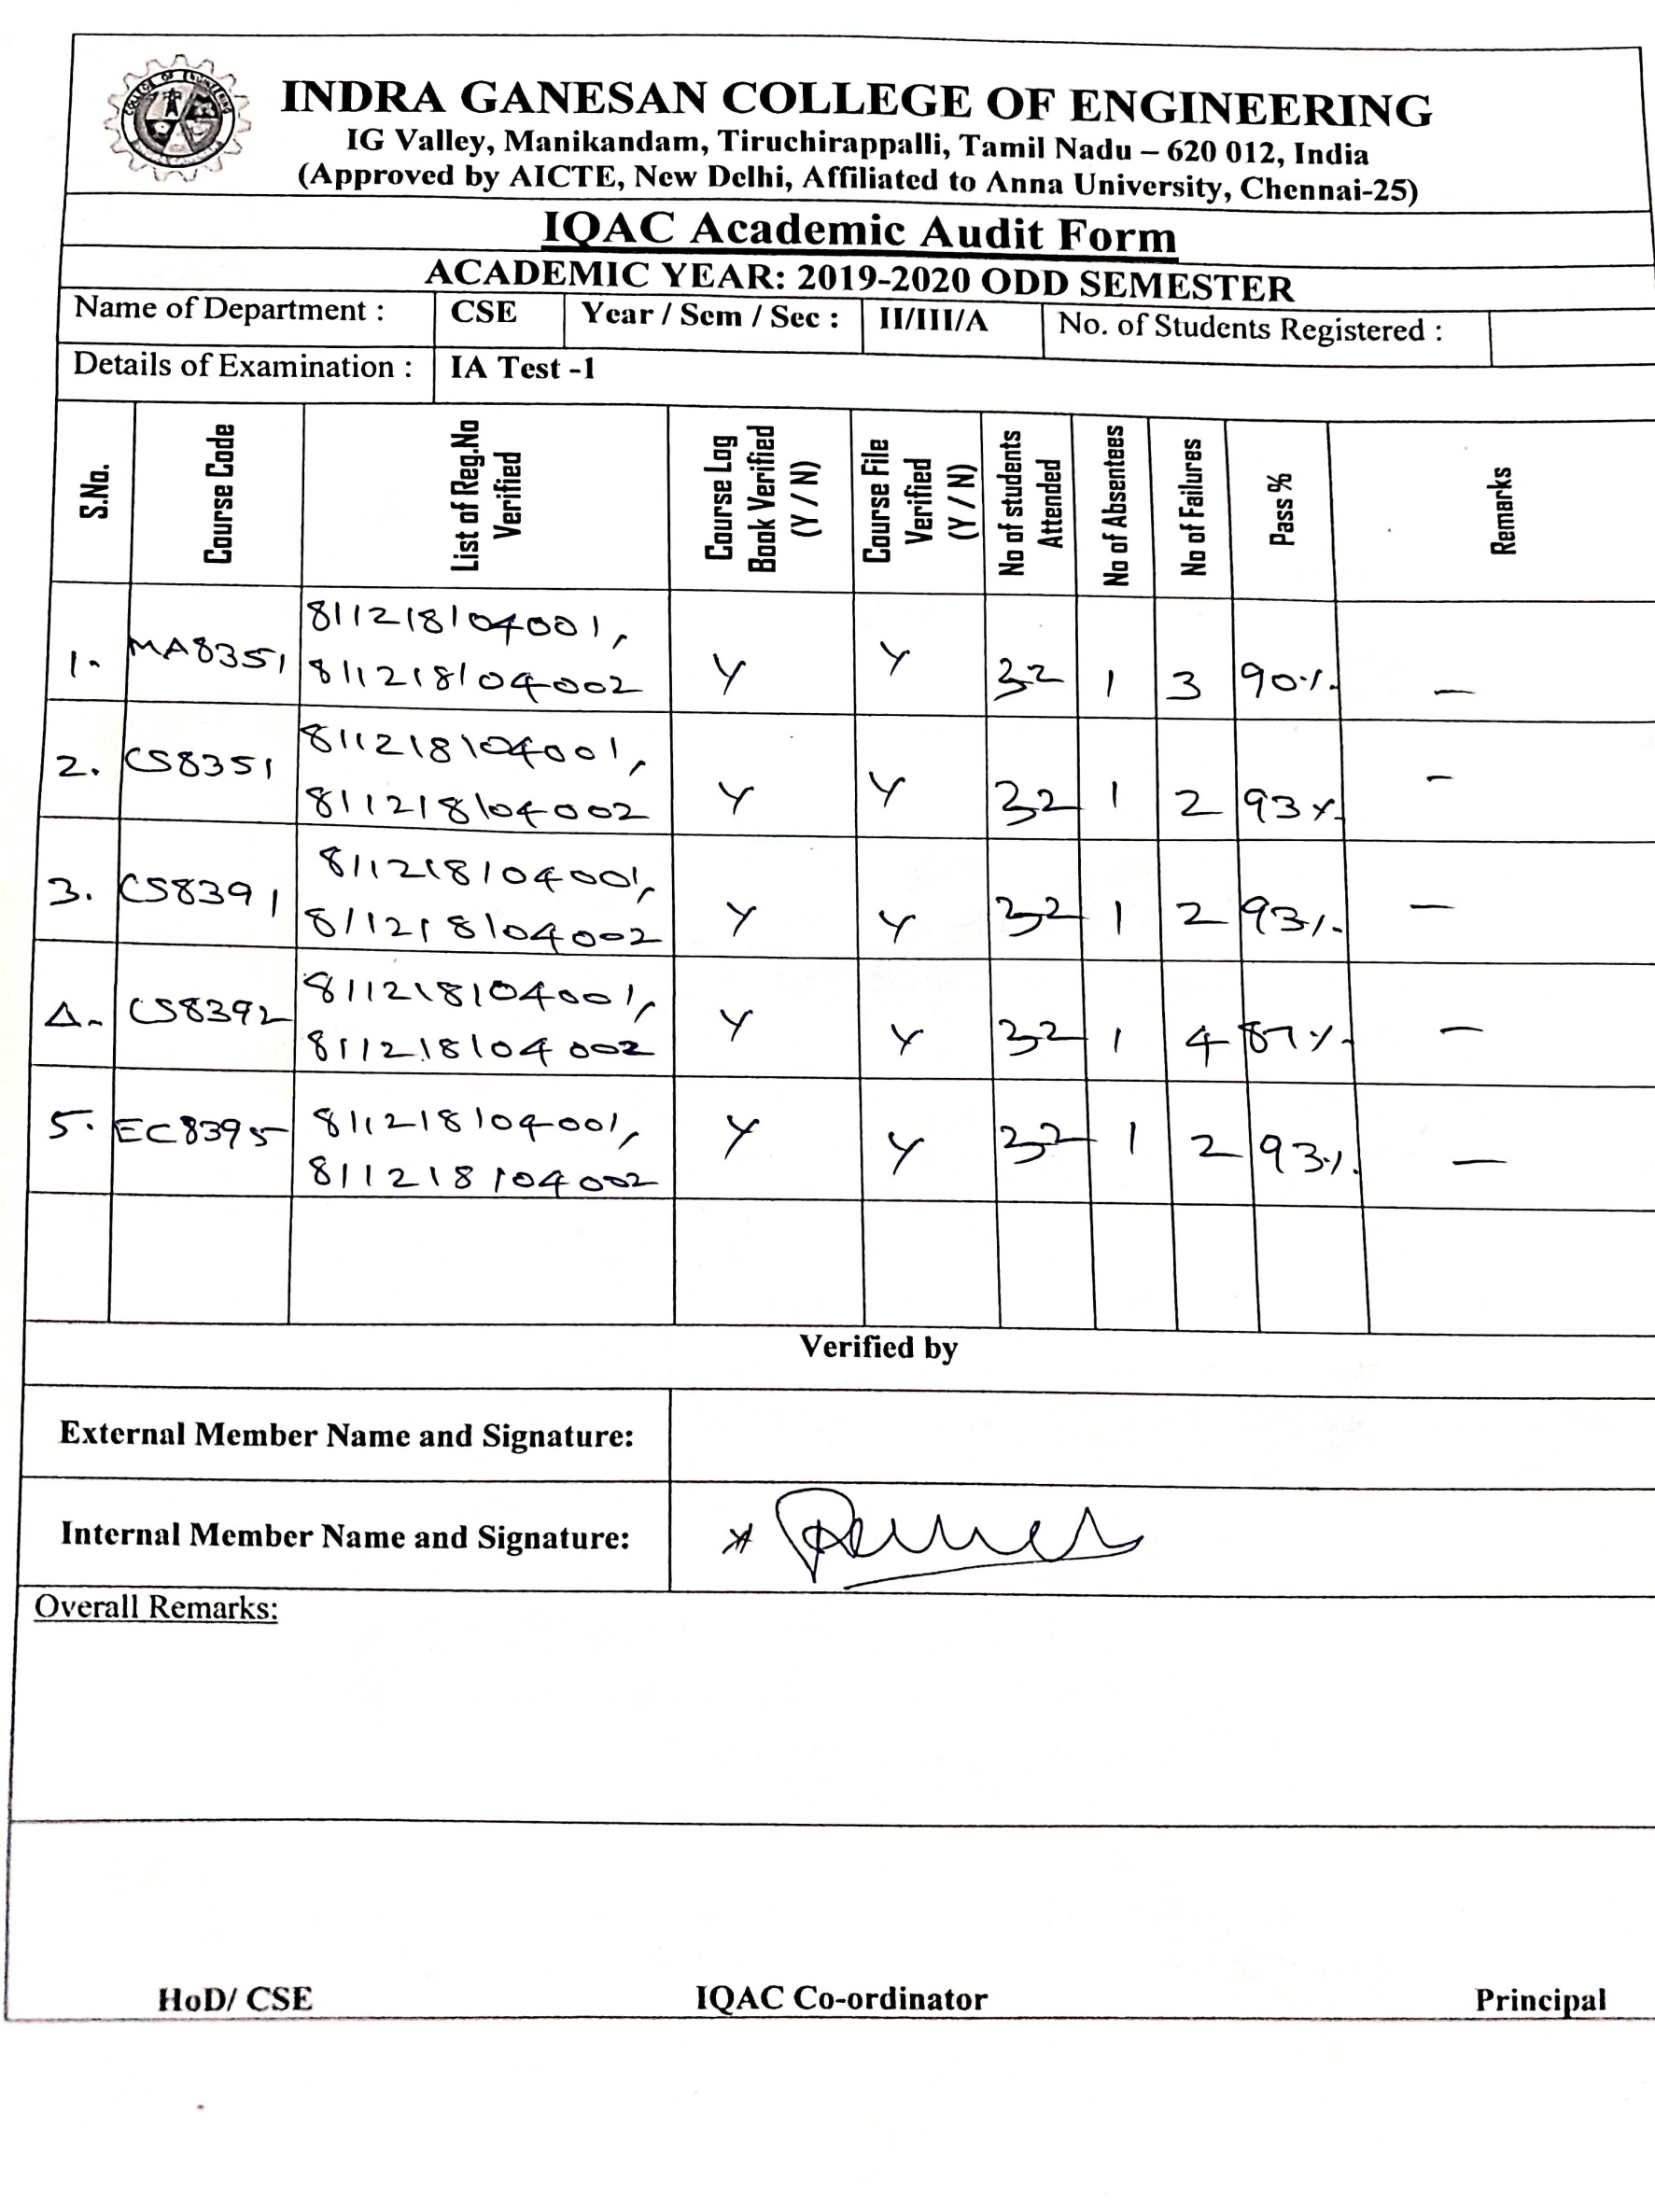 INDRA GANESAN COLLEGE OF ENGINEERING
IG Valley, Manikandam, Tiruchirappalli, Tamil Nadu – 620 012, India
(Approved by AICTE, New Delhi, Affiliated to Anna University, Chennai-25)
IQAC Academic Audit Form
ACADEMIC YEAR: 2019-2020 ODD SEMESTER
Name of Department : CSE Year / Sem / Sec : II/III/A No. of Students Registered :
Details of Examination : IA Test -1
S.No. Course Code List of Reg.No Verified Course Log Book Verified (Y / N) Course File Verified (Y / N) No of students Attended No of Absentees No of Failures Pass % Remarks
1. MA8351 811218104001, 811218104002 Y Y 32 1 3 90% —
2. CS8351 811218104001, 811218104002 Y Y 32 1 2 93% —
3. CS8391 811218104001, 811218104002 Y Y 32 1 2 93% —
4. CS8392 811218104001, 811218104002 Y Y 32 1 4 87% —
5. EC8395 811218104001, 811218104002 Y Y 32 1 2 93% —
Verified by
External Member Name and Signature:
Internal Member Name and Signature:
Overall Remarks:
HoD/ CSE IQAC Co-ordinator Principal